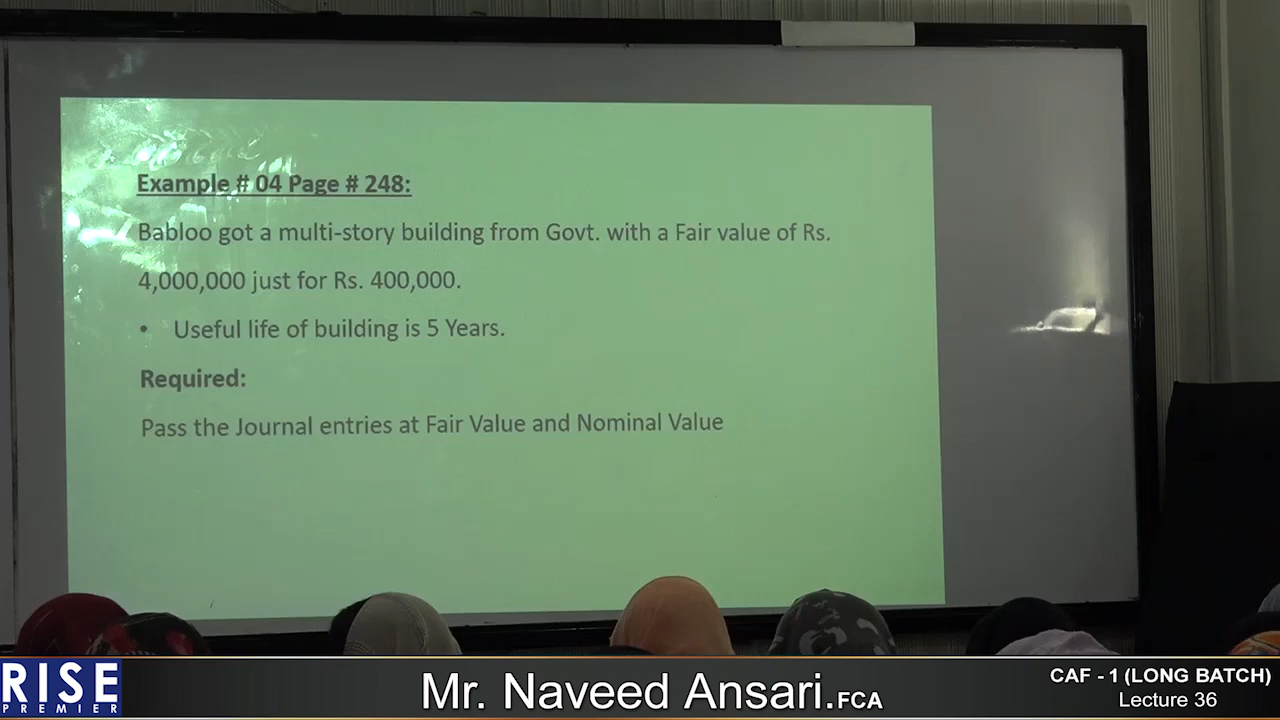 Example # 04 Page # 248:
Babloo got a multi-story building from Govt. with a Fair value of Rs.
4,000,000 just for Rs. 400,000.
• Useful life of building is 5 Years.
Required:
Pass the Journal entries at Fair Value and Nominal Value
RISE
PREMIER
Mr. Naveed Ansari.FCA
CAF - 1 (LONG BATCH)
Lecture 36